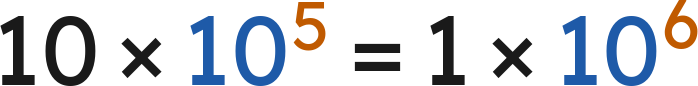 10 × 10⁵ = 1 × 10⁶